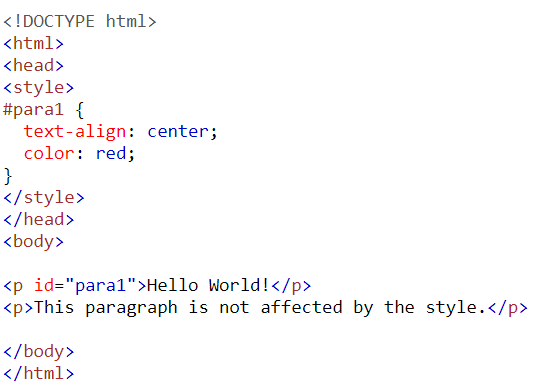 <!DOCTYPE html>
<html>
<head>
<style>
#para1 {
  text-align: center;
  color: red;
}
</style>
</head>
<body>

<p id="para1">Hello World!</p>
<p>This paragraph is not affected by the style.</p>

</body>
</html>